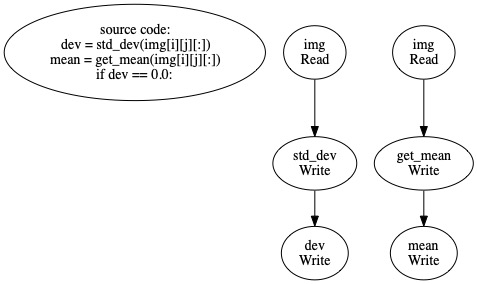 source code:
dev = std_dev(img[i][j][:])
mean = get_mean(img[i][j][:])
if dev == 0.0:
img
Read
img
Read
std_dev
Write
get_mean
Write
dev
Write
mean
Write